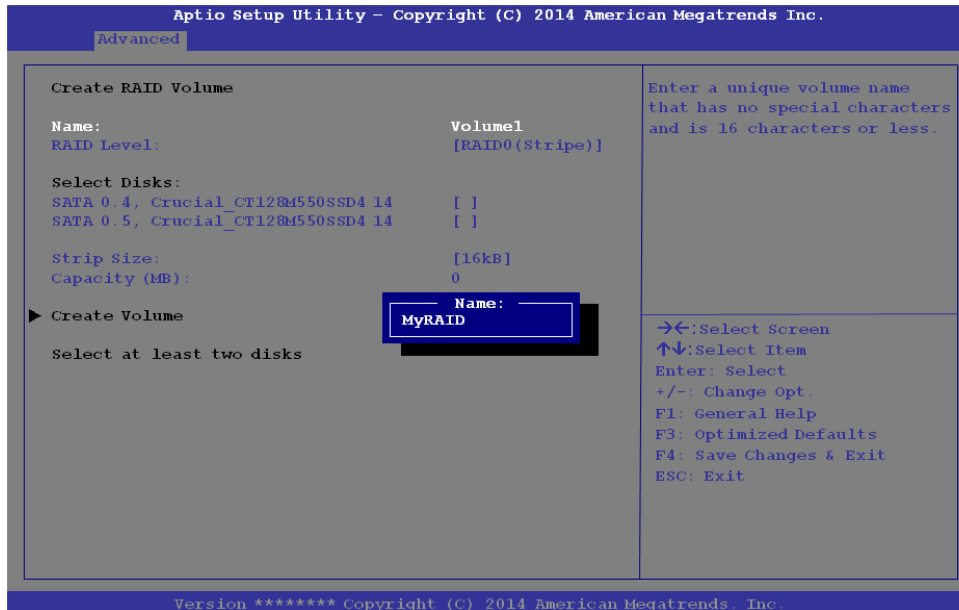 Aptio Setup Utility – Copyright (C) 2014 American Megatrends Inc.
Advanced
Create RAID Volume
Name: Volume1
RAID Level: [RAID0(Stripe)]
Select Disks:
SATA 0.4, Crucial_CT128M550SSD4 14 [ ]
SATA 0.5, Crucial_CT128M550SSD4 14 [ ]
Strip Size: [16kB]
Capacity (MB): 0
▶ Create Volume
Select at least two disks
Name:
MyRAID
Enter a unique volume name
that has no special characters
and is 16 characters or less.
→←:Select Screen
↑↓:Select Item
Enter: Select
+/-: Change Opt.
F1: General Help
F3: Optimized Defaults
F4: Save Changes & Exit
ESC: Exit
Version ******** Copyright (C) 2014 American Megatrends. Inc.